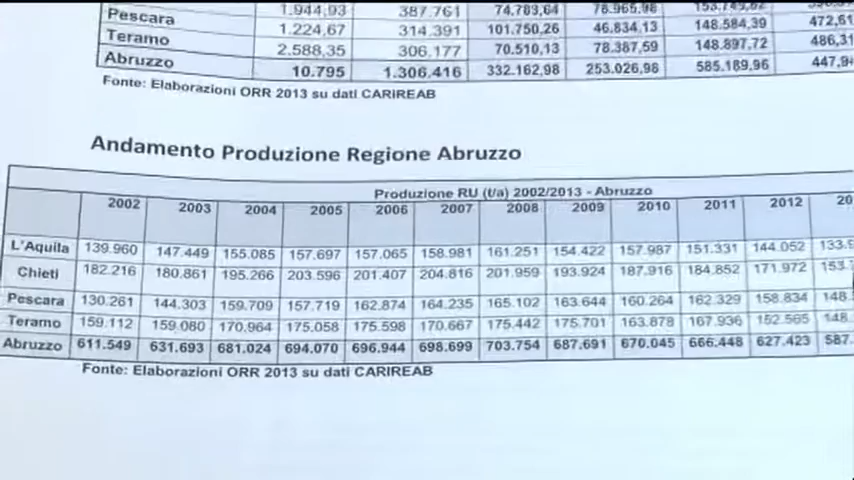 Pescara 1.944,93 387.761 74.783,64 78.965,98
Teramo 1.224,67 314.391 101.750,26 46.834,13 148.584,39 472,61
Abruzzo 2.588,35 306.177 70.510,13 78.387,59 148.897,72 486,31
10.795 1.306.416 332.162,98 253.026,98 585.189,96
Fonte: Elaborazioni ORR 2013 su dati CARIREAB
Andamento Produzione Regione Abruzzo
Produzione RU (t/a) 2002/2013 - Abruzzo
2002 2003 2004 2005 2006 2007 2008 2009 2010 2011 2012 20
L'Aquila 139.960 147.449 155.085 157.697 157.065 158.981 161.251 154.422 157.987 151.331 144.052 133.9
Chieti 182.216 180.861 195.266 203.596 201.407 204.816 201.959 193.924 187.916 184.852 171.972 153.
Pescara 130.261 144.303 159.709 157.719 162.874 164.235 165.102 163.644 160.264 162.329 158.834 148.
Teramo 159.112 159.080 170.964 175.058 175.598 170.667 175.442 175.701 163.878 167.936 152.565 148.
Abruzzo 611.549 631.693 681.024 694.070 696.944 698.699 703.754 687.691 670.045 666.448 627.423 587.
Fonte: Elaborazioni ORR 2013 su dati CARIREAB